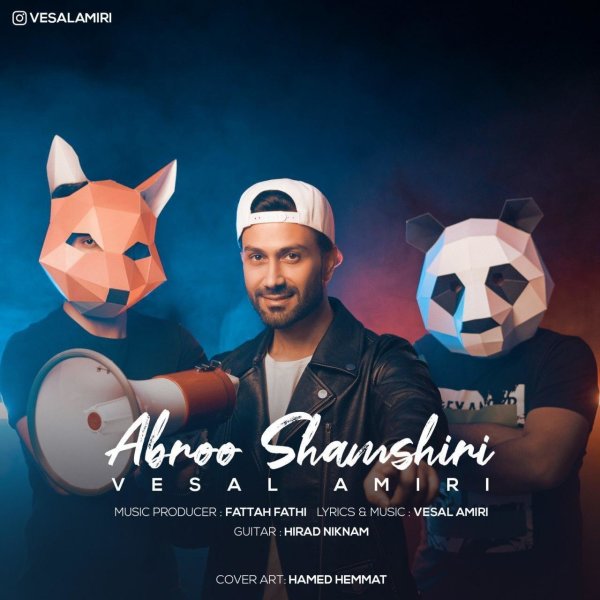 VESALAMIRI
Abroo Shamshiri
VESAL AMIRI
MUSIC PRODUCER : FATTAH FATHI LYRICS & MUSIC : VESAL AMIRI
GUITAR : HIRAD NIKNAM
COVER ART: HAMED HEMMAT